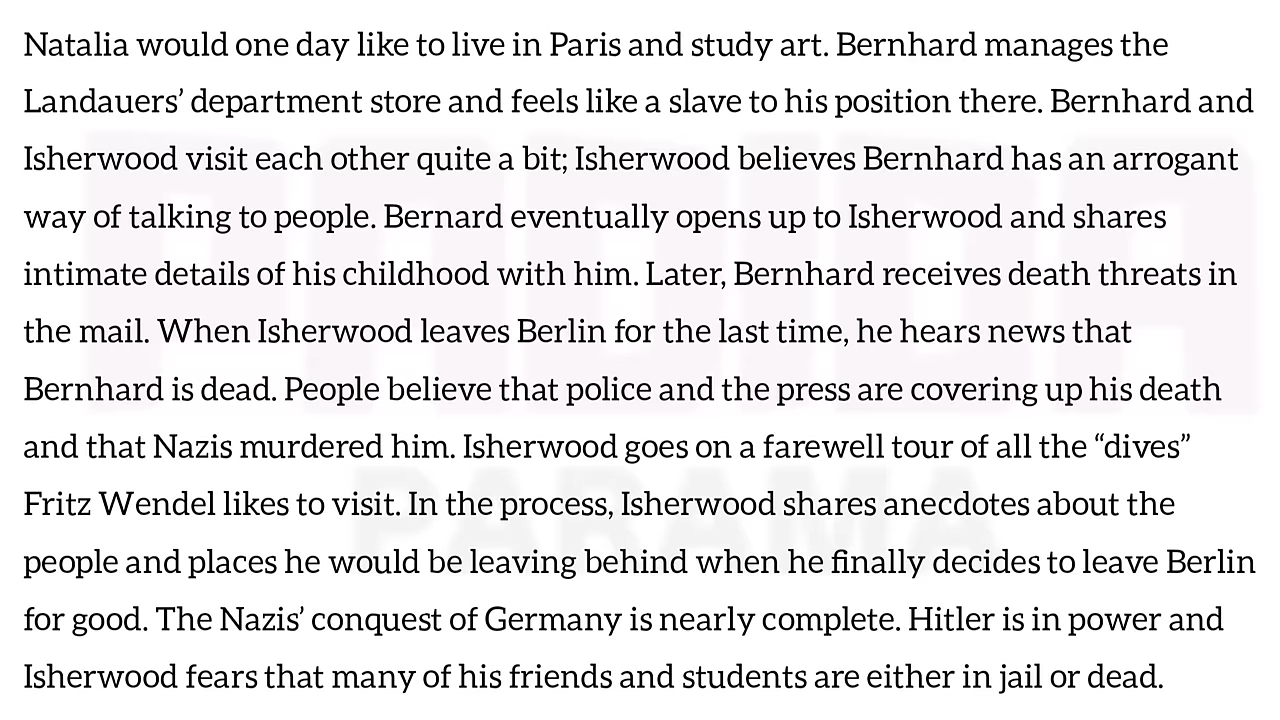 Natalia would one day like to live in Paris and study art. Bernhard manages the
Landauers’ department store and feels like a slave to his position there. Bernhard and
Isherwood visit each other quite a bit; Isherwood believes Bernhard has an arrogant
way of talking to people. Bernard eventually opens up to Isherwood and shares
intimate details of his childhood with him. Later, Bernhard receives death threats in
the mail. When Isherwood leaves Berlin for the last time, he hears news that
Bernhard is dead. People believe that police and the press are covering up his death
and that Nazis murdered him. Isherwood goes on a farewell tour of all the “dives”
Fritz Wendel likes to visit. In the process, Isherwood shares anecdotes about the
people and places he would be leaving behind when he finally decides to leave Berlin
for good. The Nazis’ conquest of Germany is nearly complete. Hitler is in power and
Isherwood fears that many of his friends and students are either in jail or dead.